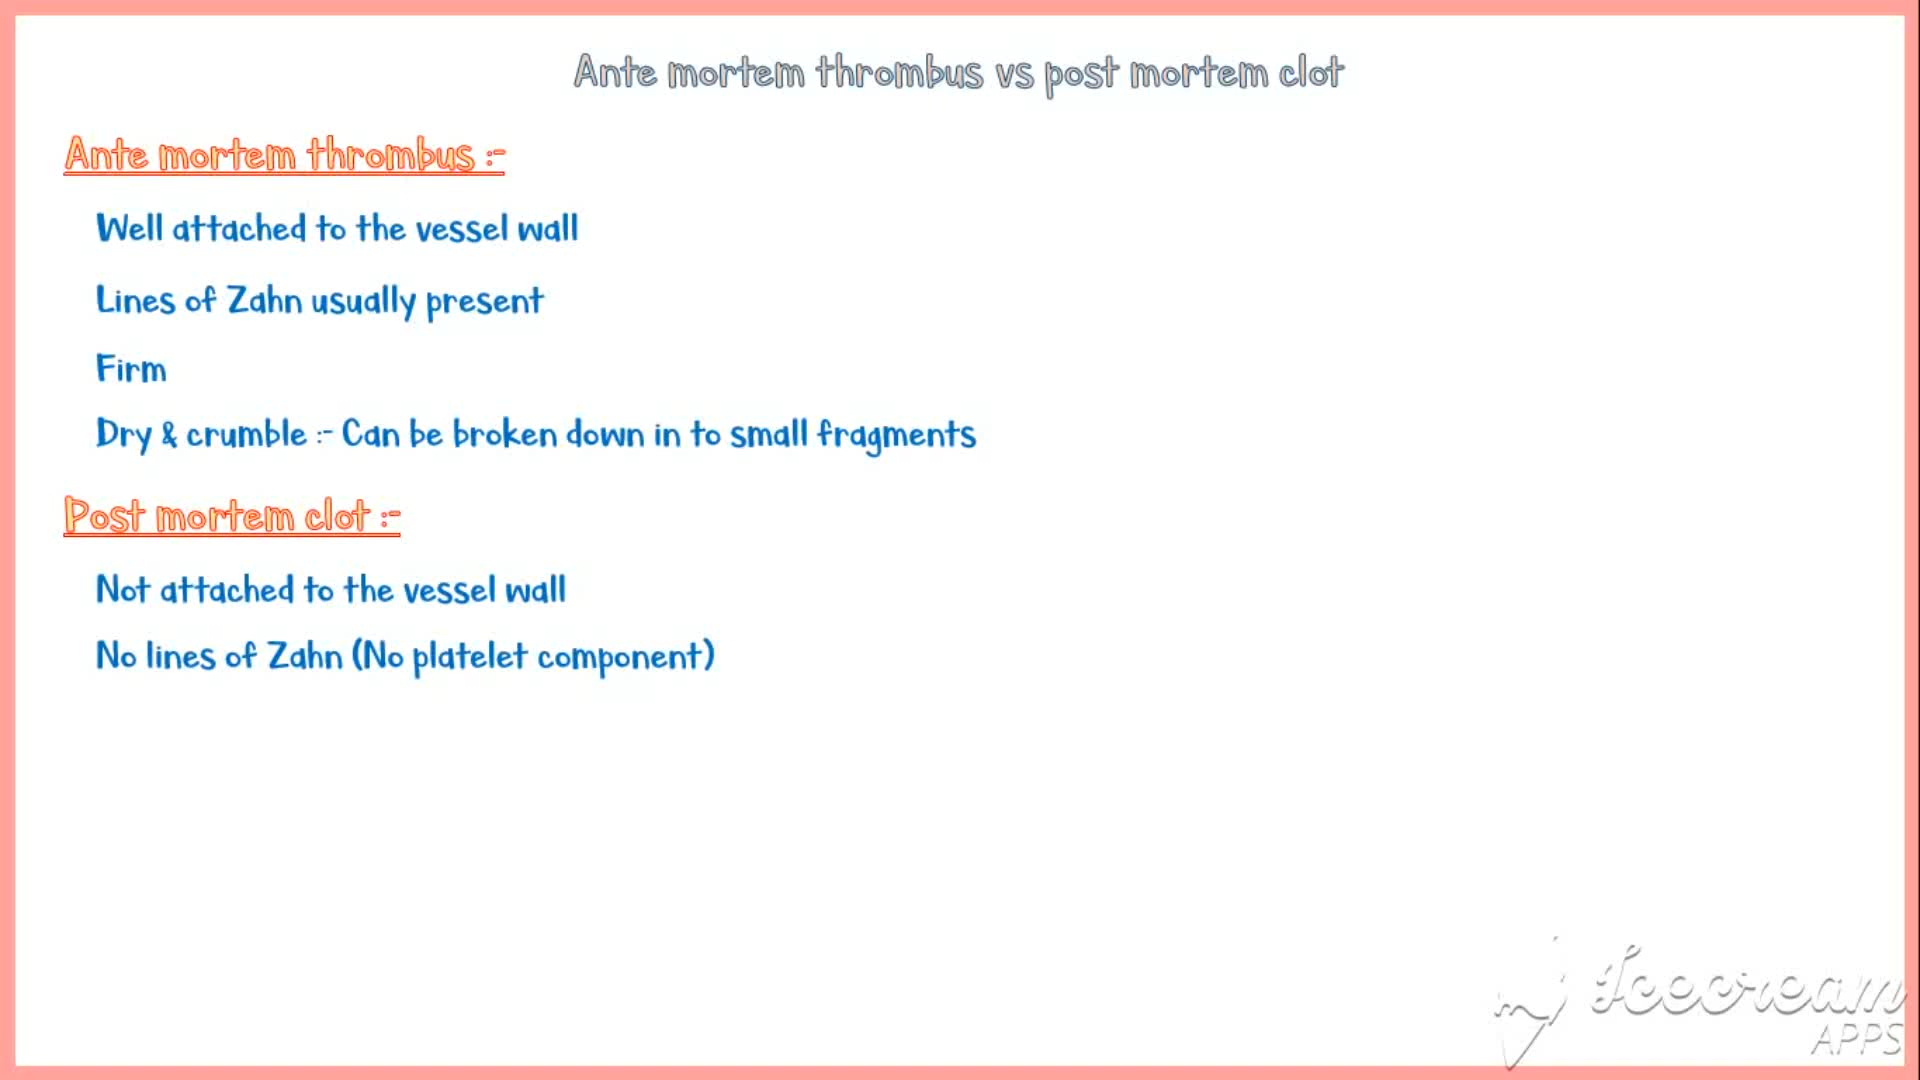 Ante mortem thrombus vs post mortem clot
Ante mortem thrombus :-
Well attached to the vessel wall
Lines of Zahn usually present
Firm
Dry & crumble :- Can be broken down in to small fragments
Post mortem clot :-
Not attached to the vessel wall
No lines of Zahn (No platelet component)
Icecream
APPS